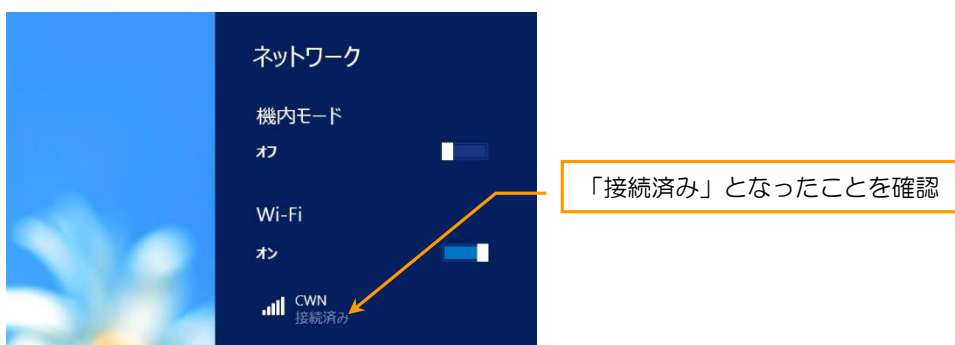 ネットワーク
機内モード
オフ
「接続済み」となったことを確認
Wi-Fi
オン
CWN
接続済み